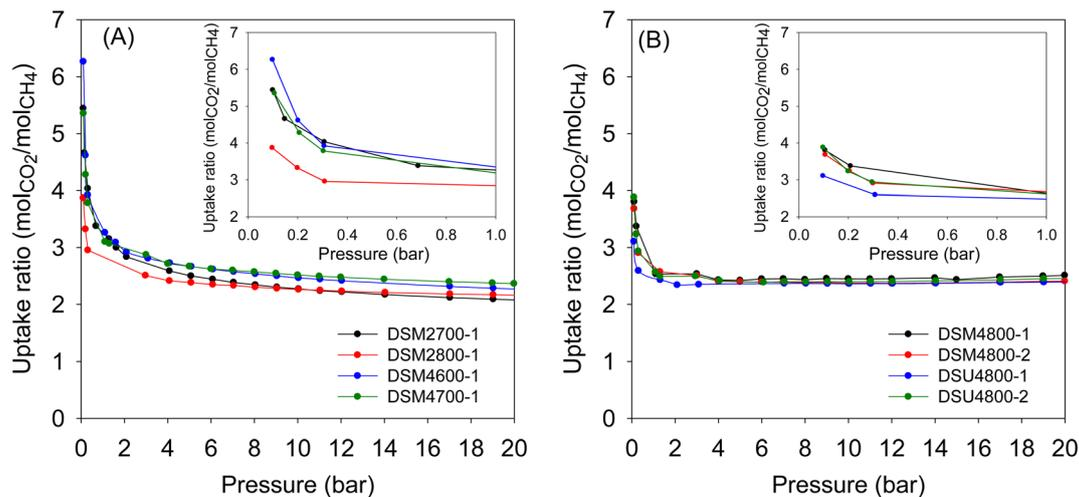 (A)
Uptake ratio (molCO2/molCH4)
7
6
5
4
3
2
1
0
0 2 4 6 8 10 12 14 16 18 20
Pressure (bar)
Uptake ratio (molCO2/molCH4)
7
6
5
4
3
2
0.0 0.2 0.4 0.6 0.8 1.0
Pressure (bar)
DSM2700-1
DSM2800-1
DSM4600-1
DSM4700-1
(B)
Uptake ratio (molCO2/molCH4)
7
6
5
4
3
2
1
0
0 2 4 6 8 10 12 14 16 18 20
Pressure (bar)
Uptake ratio (molCO2/molCH4)
7
6
5
4
3
2
0.0 0.2 0.4 0.6 0.8 1.0
Pressure (bar)
DSM4800-1
DSM4800-2
DSU4800-1
DSU4800-2